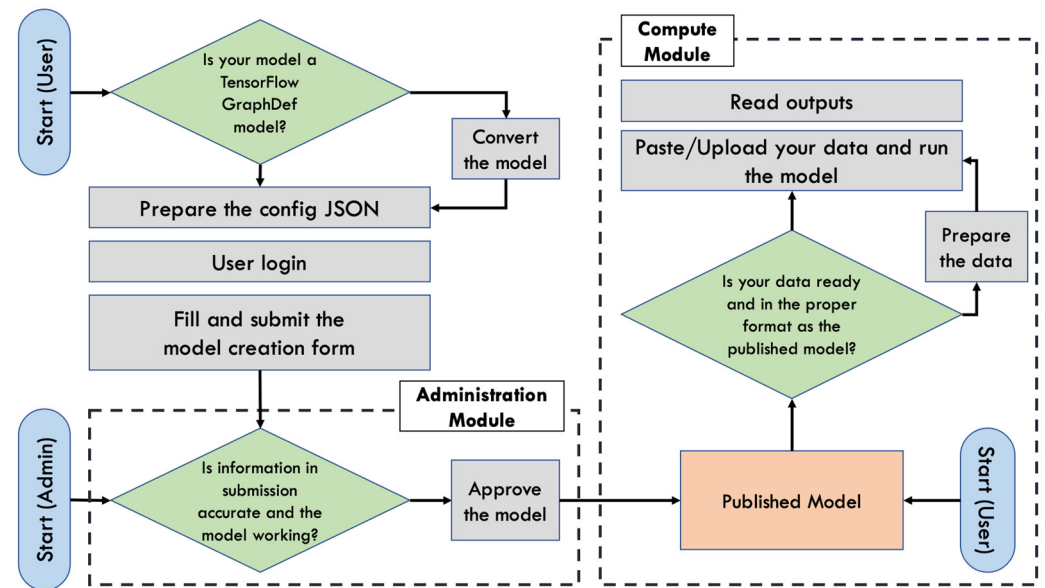 Start (User)
Is your model a
TensorFlow
GraphDef
model?
Convert
the model
Prepare the config JSON
User login
Fill and submit the
model creation form
Administration
Module
Start (Admin)
Is information in
submission
accurate and the
model working?
Approve
the model
Compute
Module
Read outputs
Paste/Upload your data and run
the model
Prepare
the data
Is your data ready
and in the proper
format as the
published model?
Published Model
Start (User)